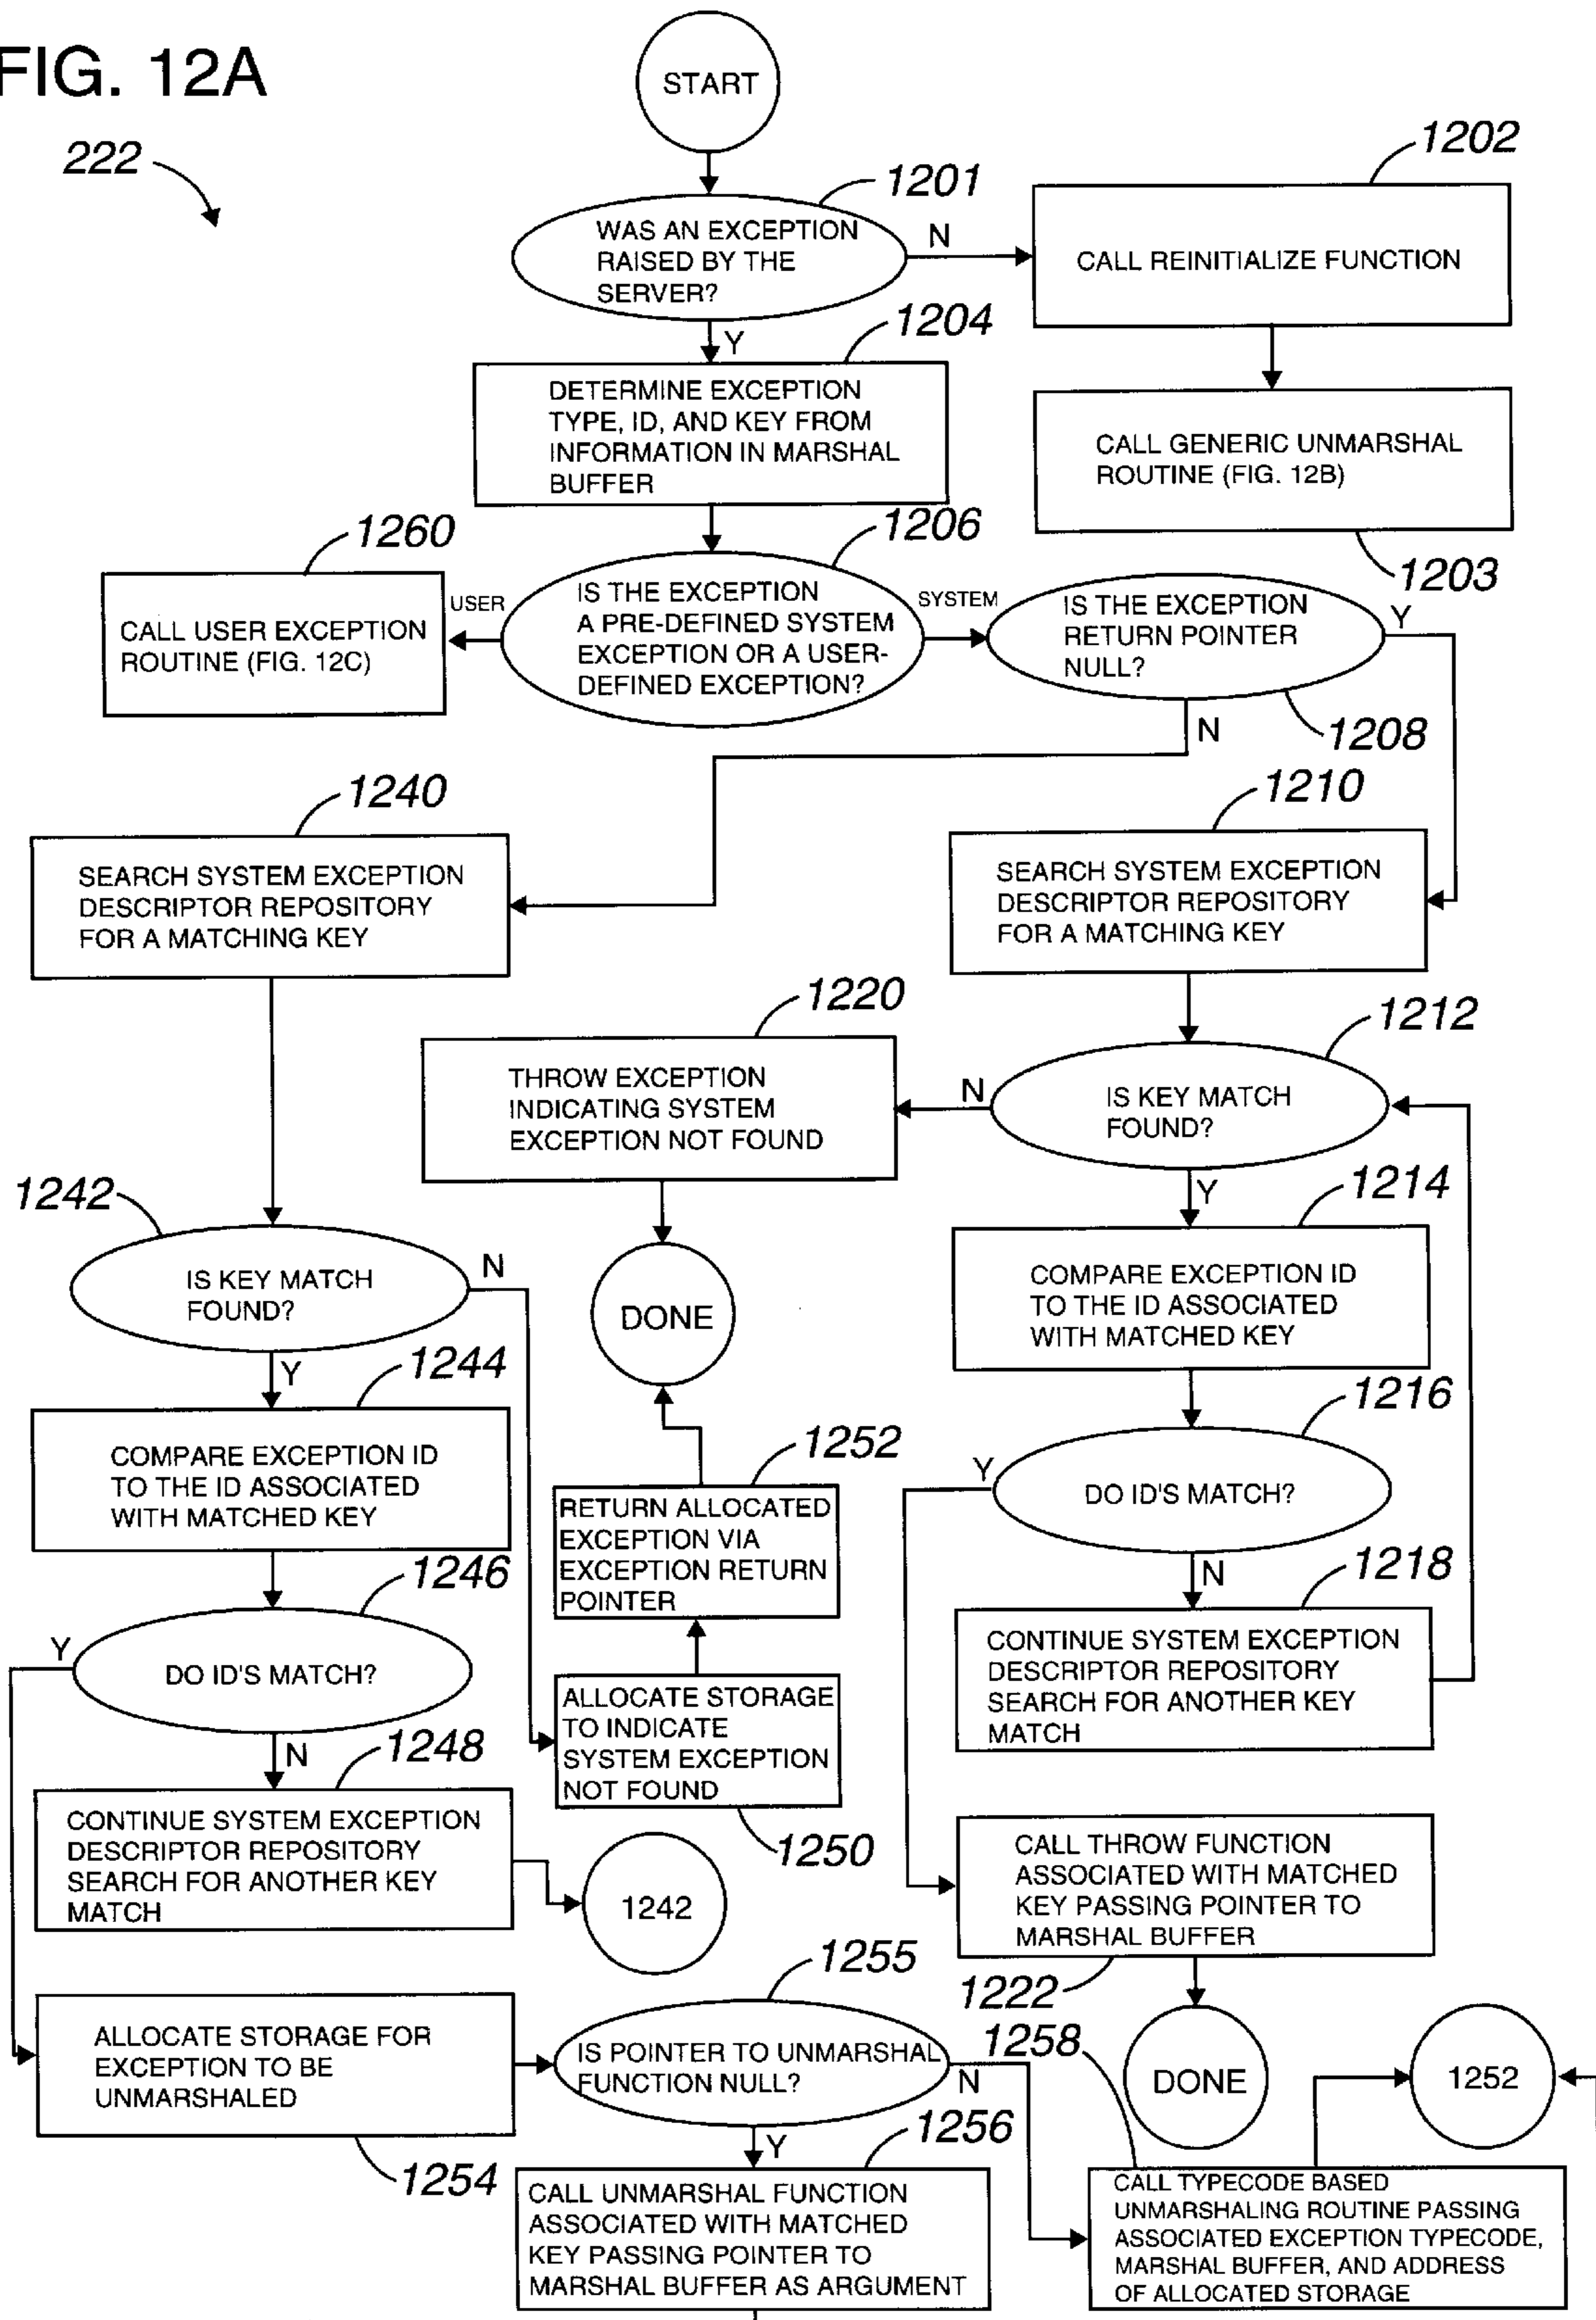 FIG. 12A
START
222
1201
1202
WAS AN EXCEPTION
RAISED BY THE
SERVER?
N
CALL REINITIALIZE FUNCTION
Y
1204
DETERMINE EXCEPTION
TYPE, ID, AND KEY FROM
INFORMATION IN MARSHAL
BUFFER
CALL GENERIC UNMARSHAL
ROUTINE (FIG. 12B)
1203
1260
1206
CALL USER EXCEPTION
ROUTINE (FIG. 12C)
USER
IS THE EXCEPTION
A PRE-DEFINED SYSTEM
EXCEPTION OR A USER-
DEFINED EXCEPTION?
SYSTEM
IS THE EXCEPTION
RETURN POINTER
NULL?
Y
N
1208
1240
1210
SEARCH SYSTEM EXCEPTION
DESCRIPTOR REPOSITORY
FOR A MATCHING KEY
SEARCH SYSTEM EXCEPTION
DESCRIPTOR REPOSITORY
FOR A MATCHING KEY
1220
1212
THROW EXCEPTION
INDICATING SYSTEM
EXCEPTION NOT FOUND
N
IS KEY MATCH
FOUND?
Y
1214
1242
IS KEY MATCH
FOUND?
N
DONE
COMPARE EXCEPTION ID
TO THE ID ASSOCIATED
WITH MATCHED KEY
Y
1244
1216
COMPARE EXCEPTION ID
TO THE ID ASSOCIATED
WITH MATCHED KEY
1252
RETURN ALLOCATED
EXCEPTION VIA
EXCEPTION RETURN
POINTER
Y
DO ID'S MATCH?
N
1218
1246
Y
DO ID'S MATCH?
N
1248
ALLOCATE STORAGE
TO INDICATE
SYSTEM EXCEPTION
NOT FOUND
1250
CONTINUE SYSTEM EXCEPTION
DESCRIPTOR REPOSITORY
SEARCH FOR ANOTHER KEY
MATCH
CONTINUE SYSTEM EXCEPTION
DESCRIPTOR REPOSITORY
SEARCH FOR ANOTHER KEY
MATCH
1242
CALL THROW FUNCTION
ASSOCIATED WITH MATCHED
KEY PASSING POINTER TO
MARSHAL BUFFER
1222
1255
ALLOCATE STORAGE FOR
EXCEPTION TO BE
UNMARSHALED
1254
IS POINTER TO UNMARSHAL
FUNCTION NULL?
N
Y
1258
DONE
1252
1256
CALL UNMARSHAL FUNCTION
ASSOCIATED WITH MATCHED
KEY PASSING POINTER TO
MARSHAL BUFFER AS ARGUMENT
CALL TYPECODE BASED
UNMARSHALING ROUTINE PASSING
ASSOCIATED EXCEPTION TYPECODE,
MARSHAL BUFFER, AND ADDRESS
OF ALLOCATED STORAGE